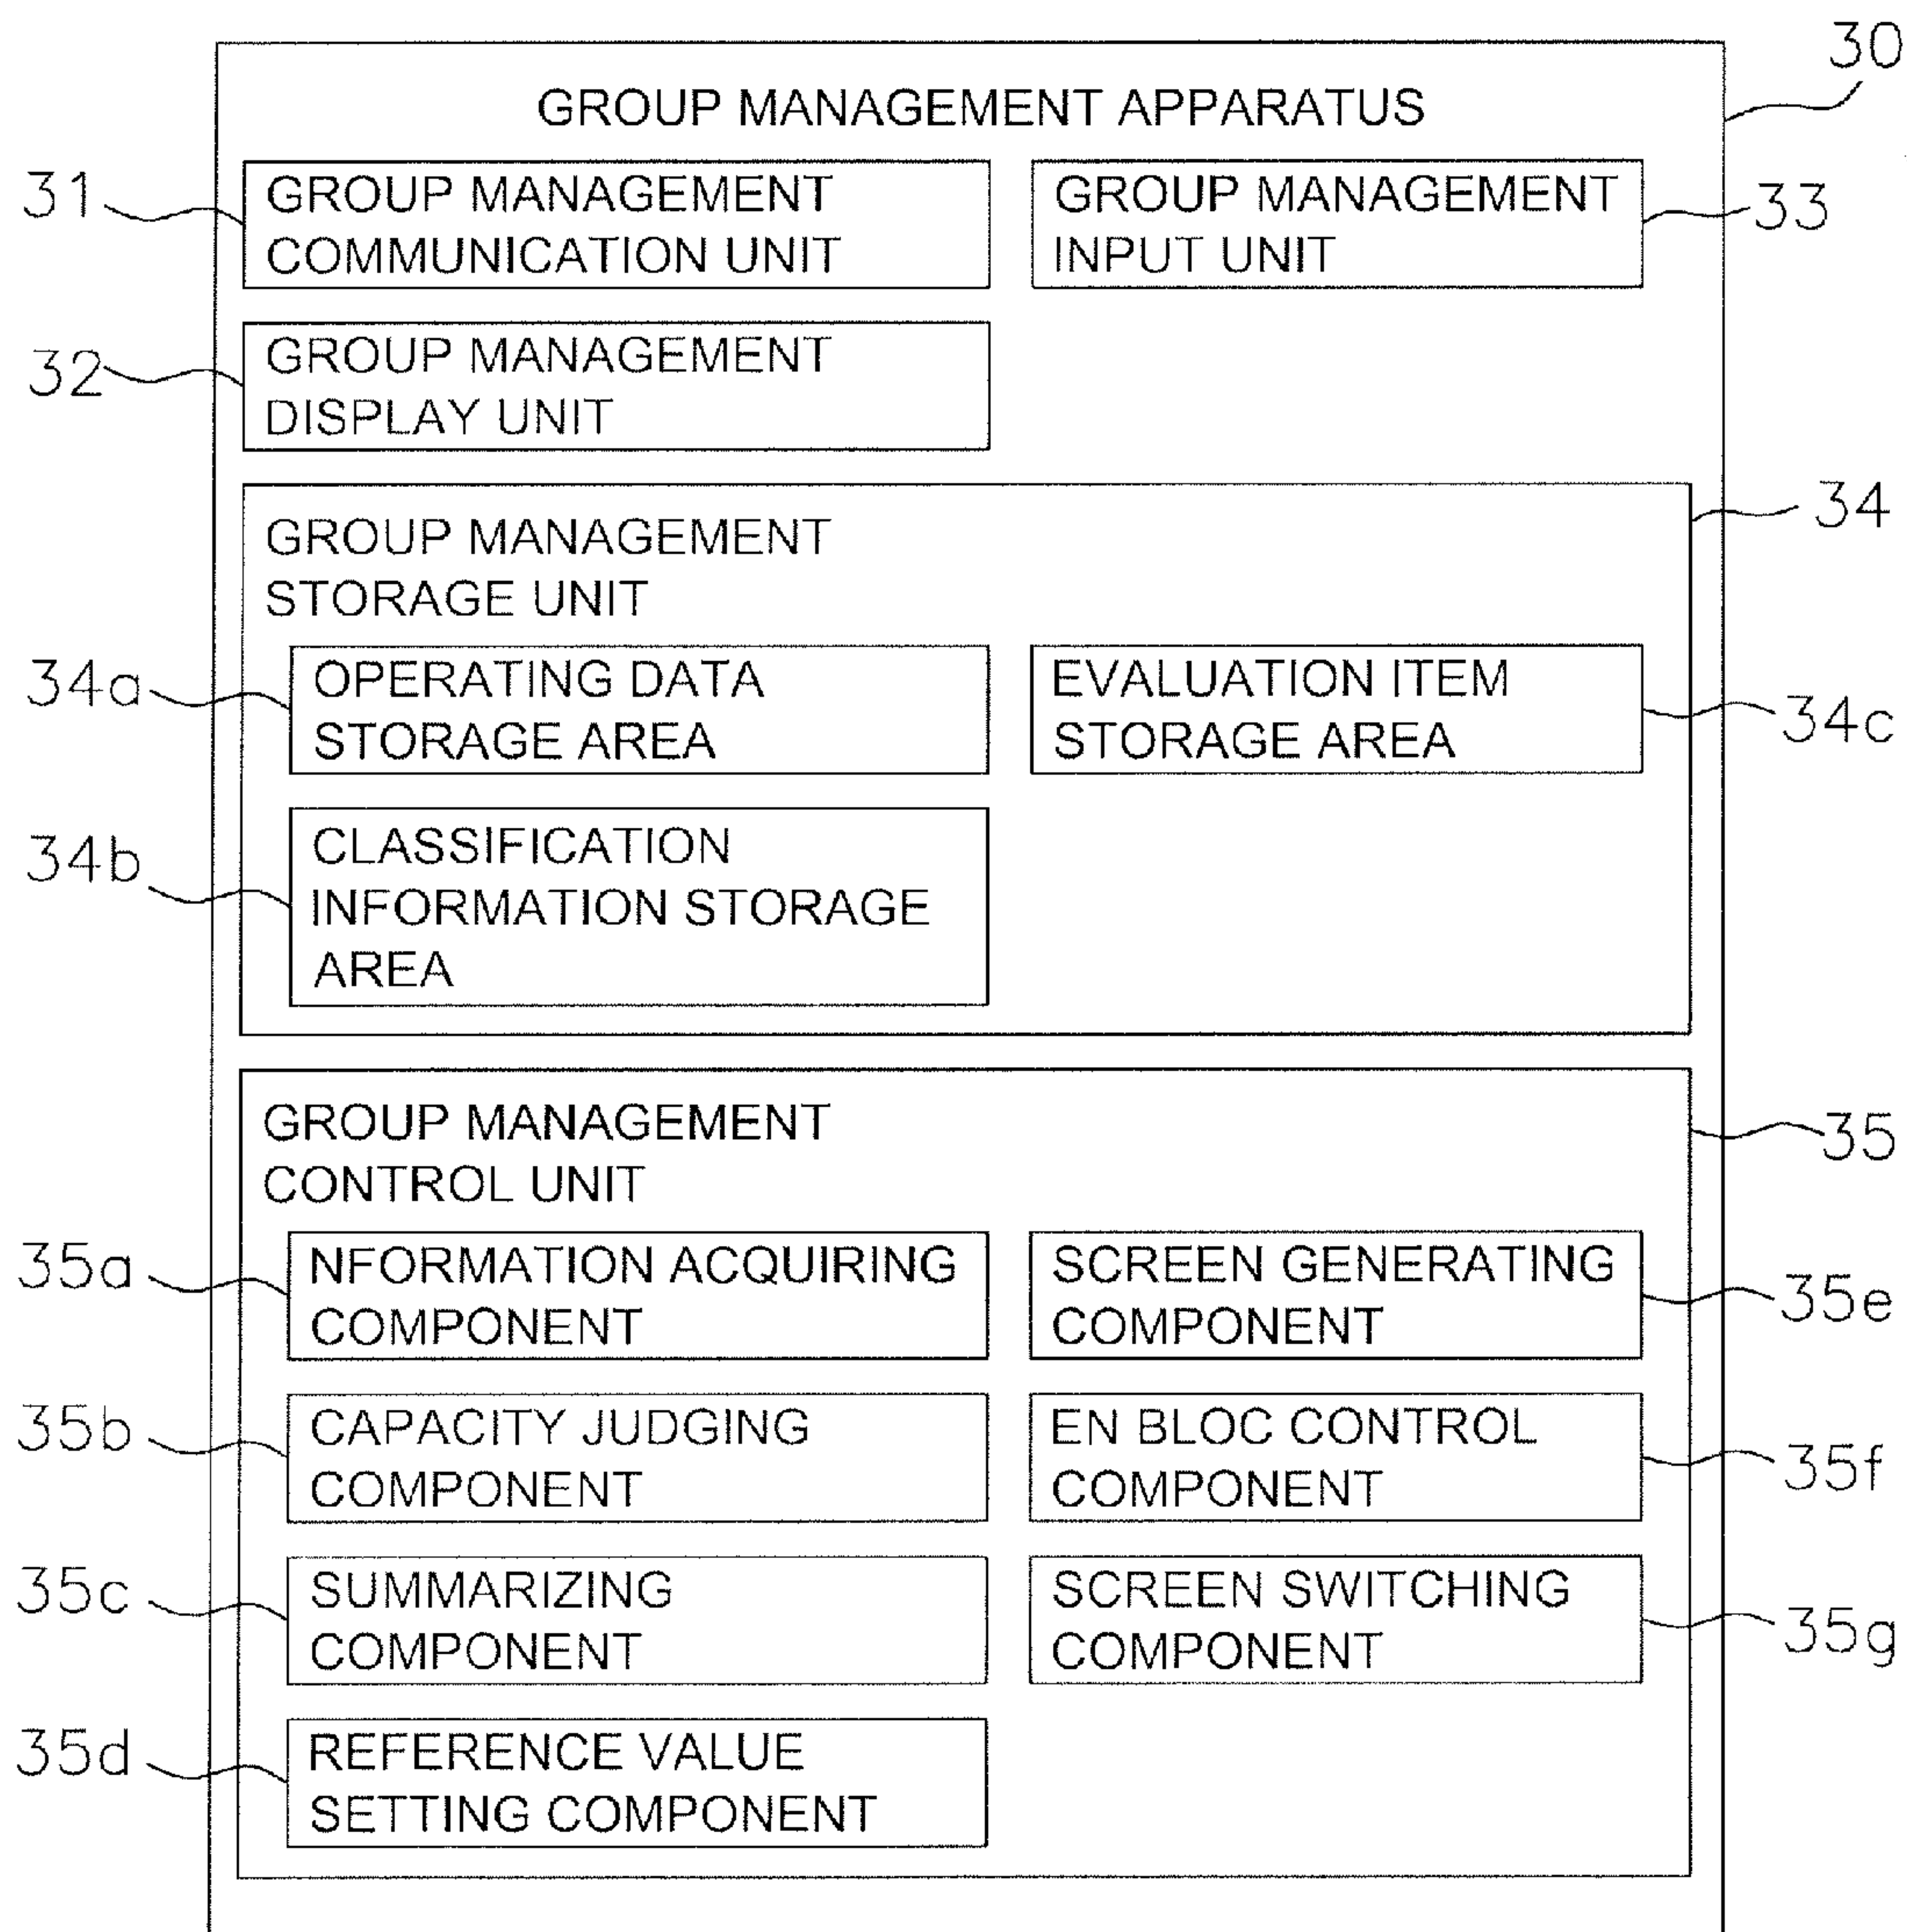 30
GROUP MANAGEMENT APPARATUS
31
GROUP MANAGEMENT
COMMUNICATION UNIT
GROUP MANAGEMENT
INPUT UNIT
33
32
GROUP MANAGEMENT
DISPLAY UNIT
34
GROUP MANAGEMENT
STORAGE UNIT
34a
OPERATING DATA
STORAGE AREA
EVALUATION ITEM
STORAGE AREA
34c
34b
CLASSIFICATION
INFORMATION STORAGE
AREA
GROUP MANAGEMENT
CONTROL UNIT
35
35a
NFORMATION ACQUIRING
COMPONENT
SCREEN GENERATING
COMPONENT
35e
35b
CAPACITY JUDGING
COMPONENT
EN BLOC CONTROL
COMPONENT
35f
35c
SUMMARIZING
COMPONENT
SCREEN SWITCHING
COMPONENT
35g
35d
REFERENCE VALUE
SETTING COMPONENT